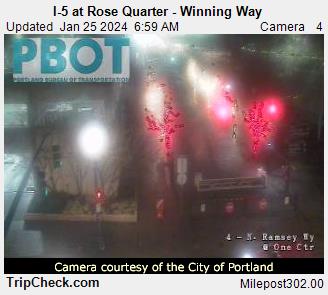 I-5 at Rose Quarter - Winning Way
Updated Jan 25 2024 6:59 AM Camera 4
PBOT
PORTLAND BUREAU OF TRANSPORTATION
4 - N. Ramsey Wy
@ One Ctr
Camera courtesy of the City of Portland
TripCheck.com Milepost302.00